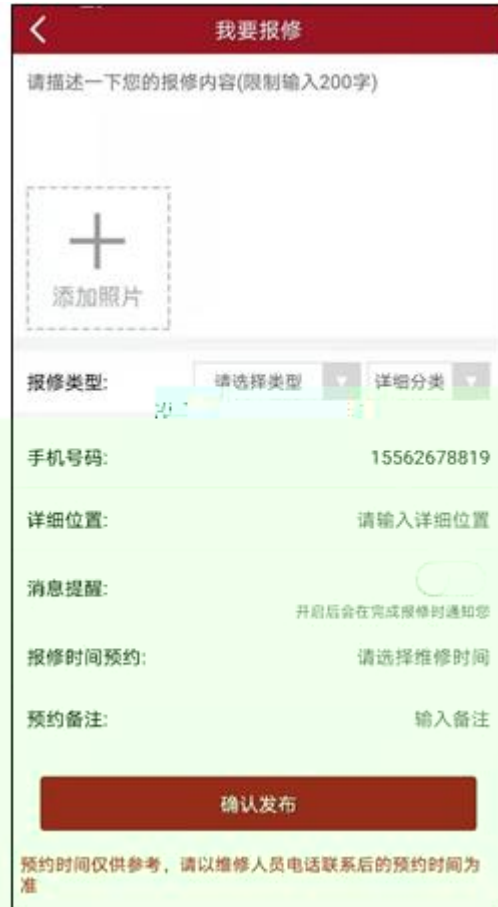 我要报修
请描述一下您的报修内容(限制输入200字)
添加照片
报修类型: 请选择类型 详细分类
手机号码: 15562678819
详细位置: 请输入详细位置
消息提醒:
开启后会在完成报修时通知您
报修时间预约: 请选择维修时间
预约备注: 输入备注
确认发布
预约时间仅供参考，请以维修人员电话联系后的预约时间为
准